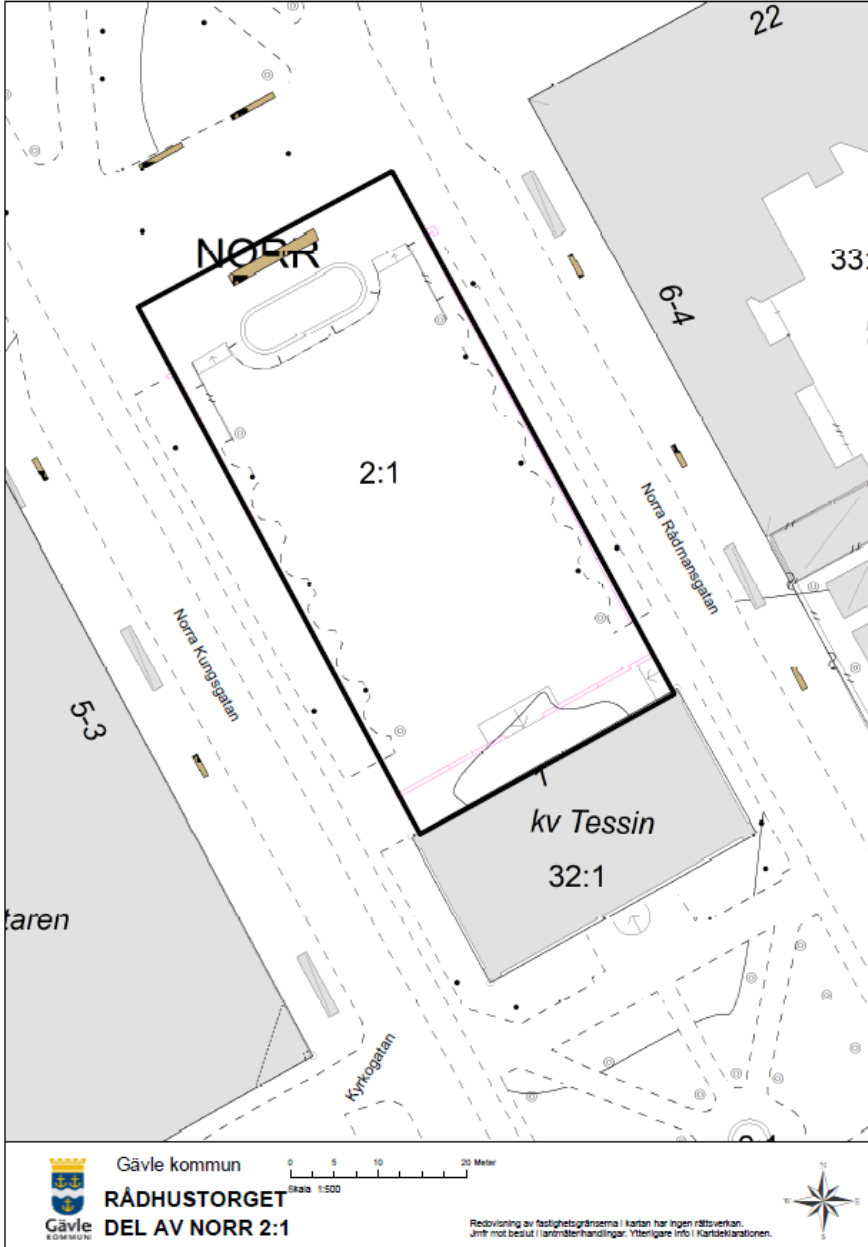 22
NORR
33:
6-4
2:1
Norra Rådmansgatan
Norra Kungsgatan
5-3
1
kv Tessin
32:1
taren
Kyrkogatan
Gävle kommun
0 5 10 20 Meter
Skala 1:500
RÅDHUSTORGET
DEL AV NORR 2:1
Gävle
KOMMUN
Redovisning av fastighetsgränserna i kartan har ingen rättsverkan.
Jmfr mot beslut i lantmäterihandlingar. Ytterligare info i Kartdeklarationen.
N
W E
S